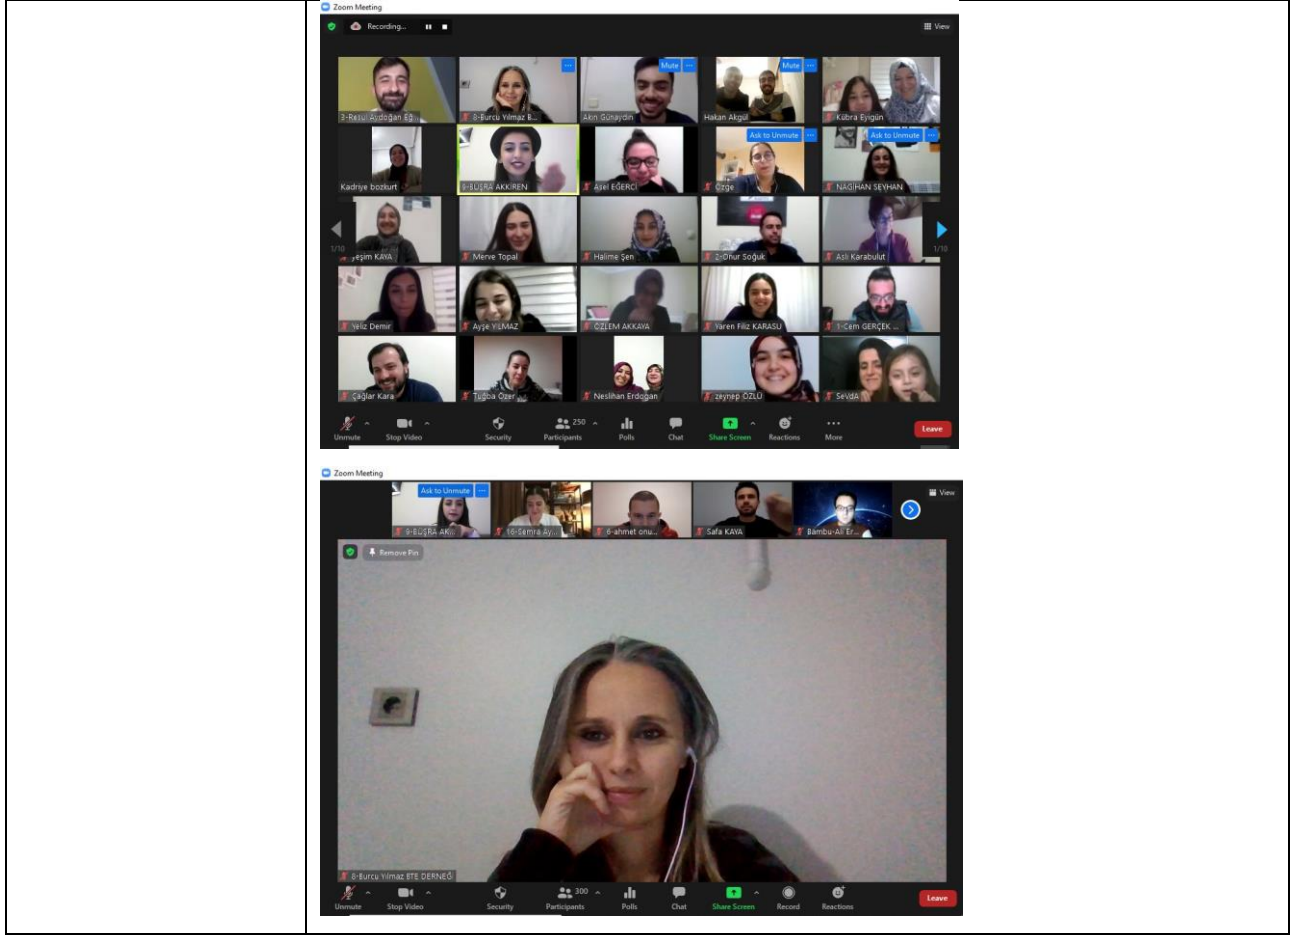 Zoom Meeting
Recording...
View
Mute
Mute
3-Resul Aydoğan Eğ...
8-Burcu Yılmaz B...
Akın Günaydın
Hakan Akgül
Kübra Eyigün
Ask to Unmute
Ask to Unmute
Kadriye bozkurt
9-BÜŞRA AKKİREN
Asel EĞERCİ
Özge
NAGİHAN SEYHAN
1/10
1/10
Yeşim KAYA
Merve Topal
Halime Şen
2-Onur Soğuk
Aslı Karabulut
Yeliz Demir
Ayşe YILMAZ
ÖZLEM AKKAYA
Yaren Filiz KARASU
1-Cem GERÇEK ...
Çağlar Kara
Tuğba Özer
Neslihan Erdoğan
zeynep ÖZLÜ
SeVdA
250
Unmute
Stop Video
Security
Participants
Polls
Chat
Share Screen
Reactions
More
Leave
Zoom Meeting
Ask to Unmute
View
9-BÜŞRA AK...
16-Semra Ay...
6-ahmet onu...
Safa KAYA
Bambu-Ali Er...
Remove Pin
8-Burcu Yılmaz BTE DERNEĞİ
300
Unmute
Stop Video
Security
Participants
Polls
Chat
Share Screen
Record
Reactions
Leave